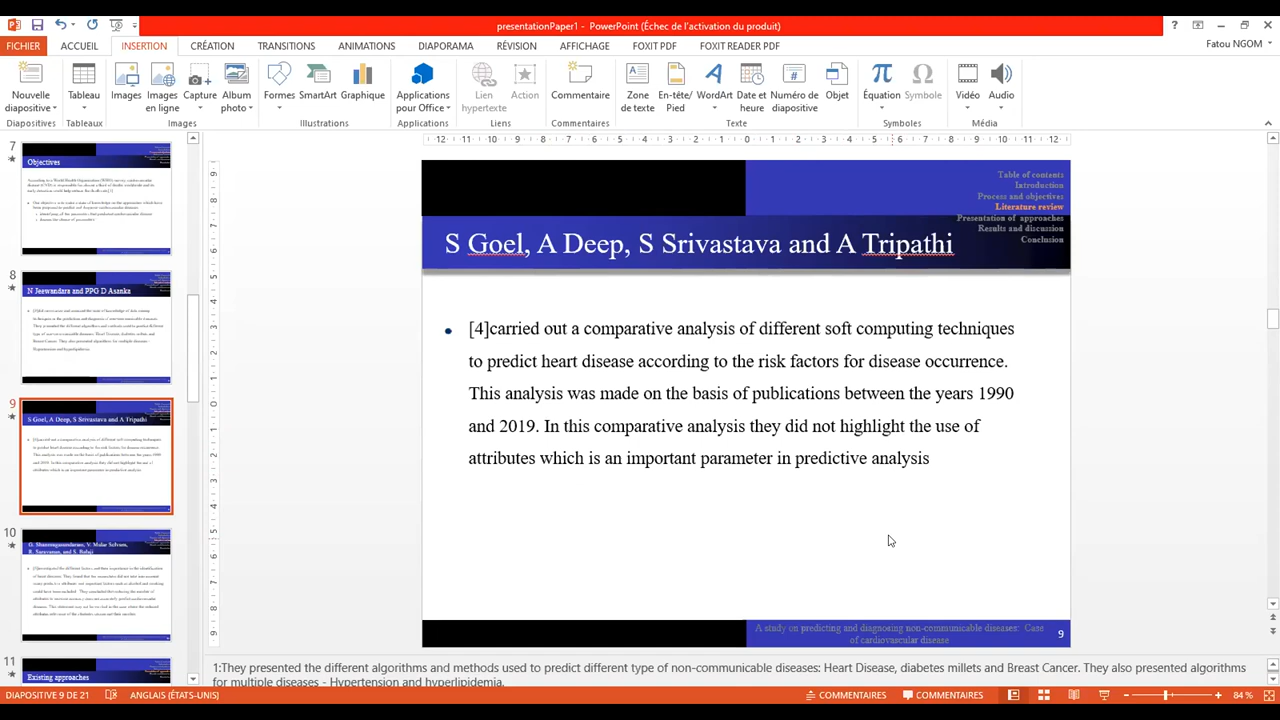 presentationPaper1 - PowerPoint (Échec de l'activation du produit)
FICHIER ACCUEIL INSERTION CRÉATION TRANSITIONS ANIMATIONS DIAPORAMA RÉVISION AFFICHAGE FOXIT PDF FOXIT READER PDF
Fatou NGOM
Nouvelle diapositive
Tableau
Images
Images en ligne
Capture
Album photo
Formes
SmartArt
Graphique
Applications pour Office
Lien hypertexte
Action
Commentaire
Zone de texte
En-tête/ Pied
WordArt
Date et heure
Numéro de diapositive
Objet
Équation
Symbole
Vidéo
Audio
Diapositives Tableaux Images Illustrations Applications Liens Commentaires Texte Symboles Média
7
Objectives
8
N Jeewandara and PPG D Asanka
9
S Goel, A Deep, S Srivastava and A Tripathi
10
11
Existing approaches
Table of contents
Introduction
Process and objectives
Literature review
Presentation of approaches
Results and discussion
Conclusion
S Goel, A Deep, S Srivastava and A Tripathi
[4]carried out a comparative analysis of different soft computing techniques
to predict heart disease according to the risk factors for disease occurrence.
This analysis was made on the basis of publications between the years 1990
and 2019. In this comparative analysis they did not highlight the use of
attributes which is an important parameter in predictive analysis
A study on predicting and diagnosing non-communicable diseases: Case
of cardiovascular disease
9
1:They presented the different algorithms and methods used to predict different type of non-communicable diseases: Heart Disease, diabetes millets and Breast Cancer. They also presented algorithms
for multiple diseases - Hypertension and hyperlipidemia.
DIAPOSITIVE 9 DE 21 ANGLAIS (ÉTATS-UNIS) COMMENTAIRES COMMENTAIRES 84 %